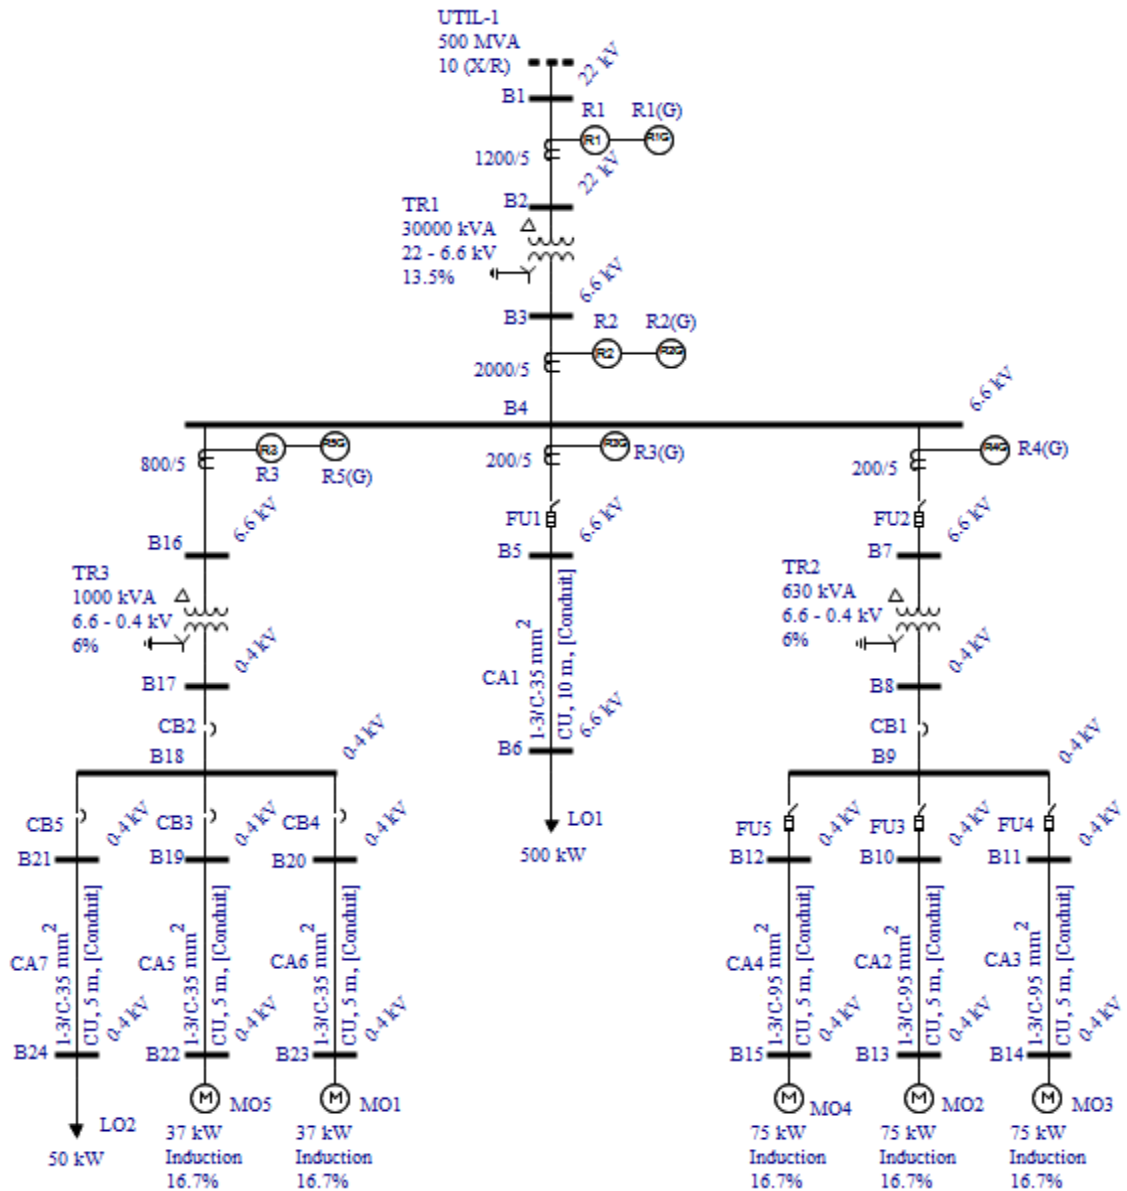 UTIL-1
500 MVA
10 (X/R)
22 kV
B1
R1
R1(G)
R1
R1G
1200/5
22 kV
B2
TR1
30000 kVA
22 - 6.6 kV
13.5%
6.6 kV
B3
R2
R2(G)
R2
R2G
2000/5
B4
6.6 kV
800/5
R3
R3
R5G
R5(G)
200/5
R3G
R3(G)
200/5
R4G
R4(G)
B16
6.6 kV
FU1
6.6 kV
B5
FU2
6.6 kV
B7
TR3
1000 kVA
6.6 - 0.4 kV
6%
0.4 kV
B17
CA1
1-3/C-35 mm2
CU, 10 m, [Conduit]
TR2
630 kVA
6.6 - 0.4 kV
6%
0.4 kV
B8
CB2
B18
0.4 kV
6.6 kV
B6
CB1
B9
0.4 kV
CB5
0.4 kV
CB3
0.4 kV
CB4
0.4 kV
LO1
500 kW
FU5
0.4 kV
FU3
0.4 kV
FU4
0.4 kV
B21
B19
B20
B12
B10
B11
CA7
1-3/C-35 mm2
CU, 5 m, [Conduit]
CA5
1-3/C-35 mm2
CU, 5 m, [Conduit]
CA6
1-3/C-35 mm2
CU, 5 m, [Conduit]
CA4
1-3/C-95 mm2
CU, 5 m, [Conduit]
CA2
1-3/C-95 mm2
CU, 5 m, [Conduit]
CA3
1-3/C-95 mm2
CU, 5 m, [Conduit]
0.4 kV
0.4 kV
0.4 kV
0.4 kV
0.4 kV
0.4 kV
B24
B22
B23
B15
B13
B14
LO2
50 kW
M
MO5
37 kW
Induction
16.7%
M
MO1
37 kW
Induction
16.7%
M
MO4
75 kW
Induction
16.7%
M
MO2
75 kW
Induction
16.7%
M
MO3
75 kW
Induction
16.7%